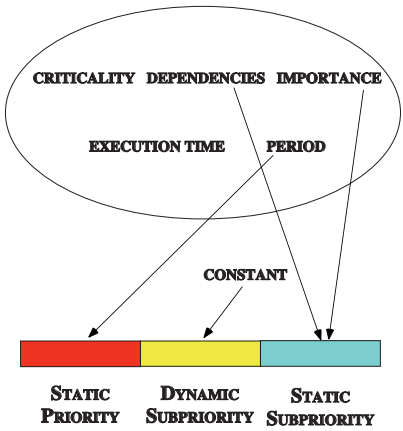 CRITICALITY DEPENDENCIES IMPORTANCE
EXECUTION TIME PERIOD
CONSTANT
STATIC PRIORITY
DYNAMIC SUBPRIORITY
STATIC SUBPRIORITY